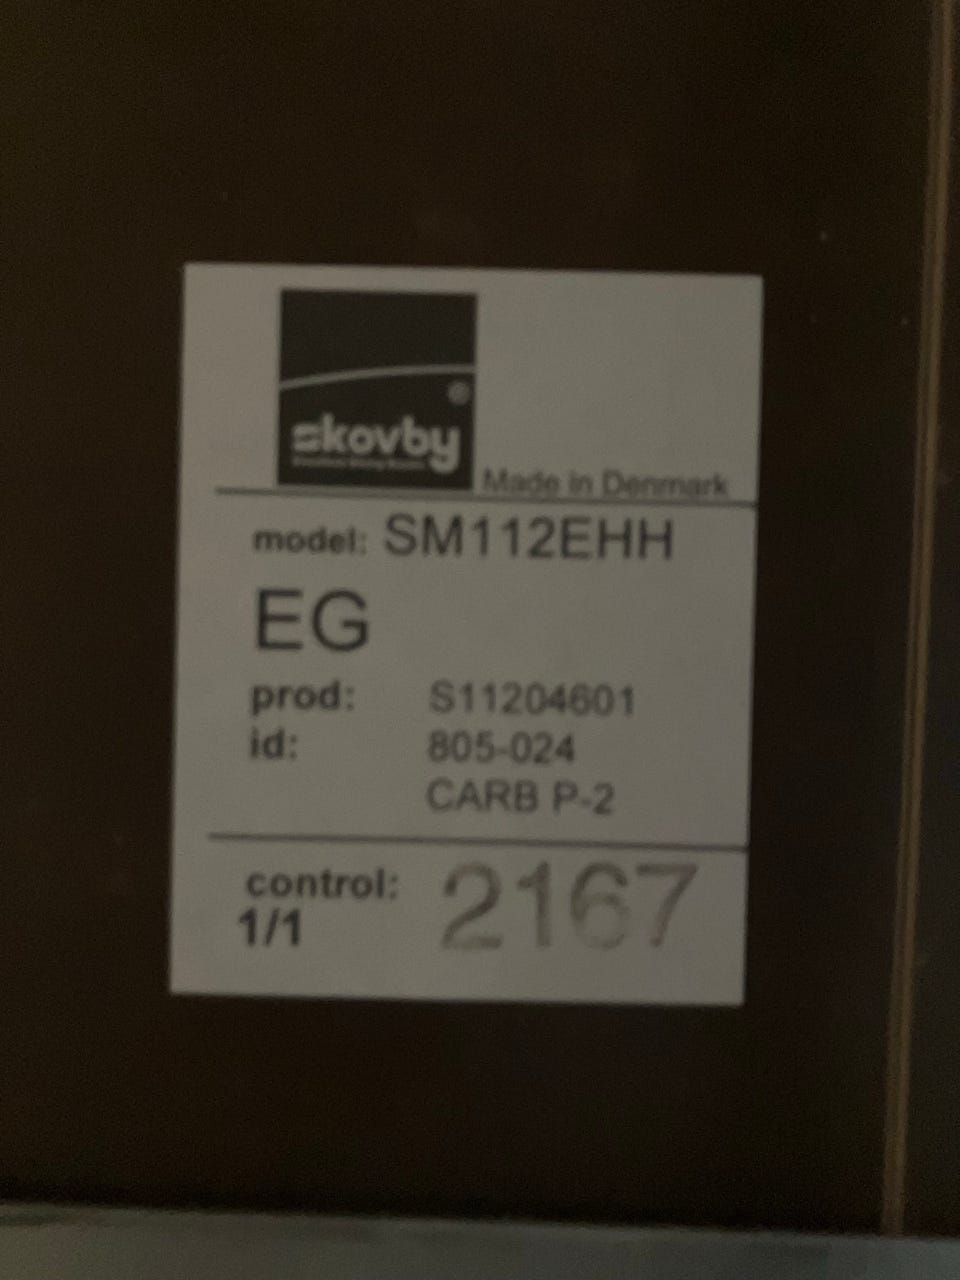 skovby
®
Made in Denmark
model: SM112EHH
EG
prod: S11204601
id: 805-024
CARB P-2
control: 2167
1/1